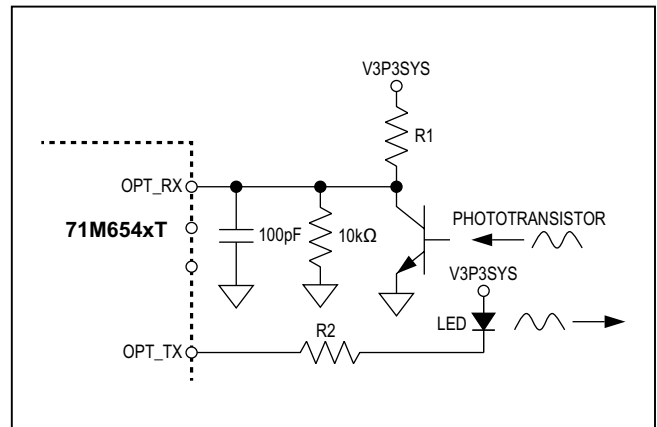 V3P3SYS
R1
OPT_RX
71M654xT
100pF
10kΩ
PHOTOTRANSISTOR
V3P3SYS
LED
R2
OPT_TX